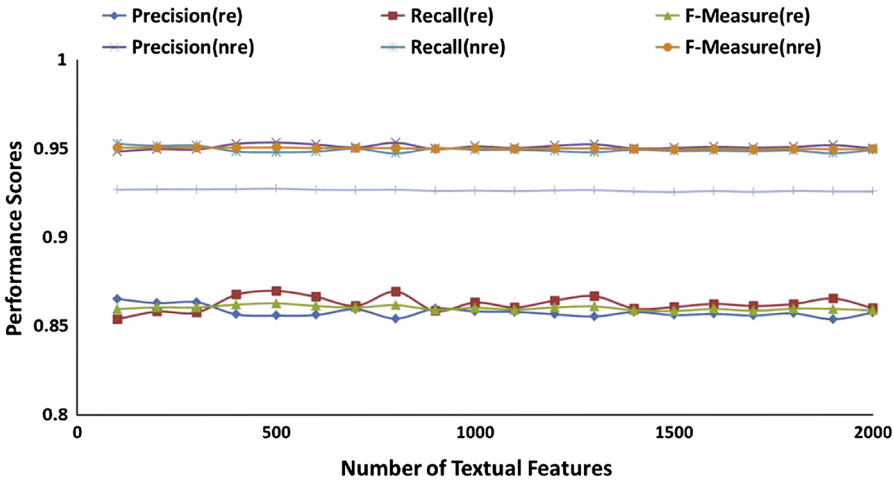 Precision(re) Recall(re) F-Measure(re)
Precision(nre) Recall(nre) F-Measure(nre)
1
0.95
0.9
0.85
0.8
Performance Scores
0 500 1000 1500 2000
Number of Textual Features